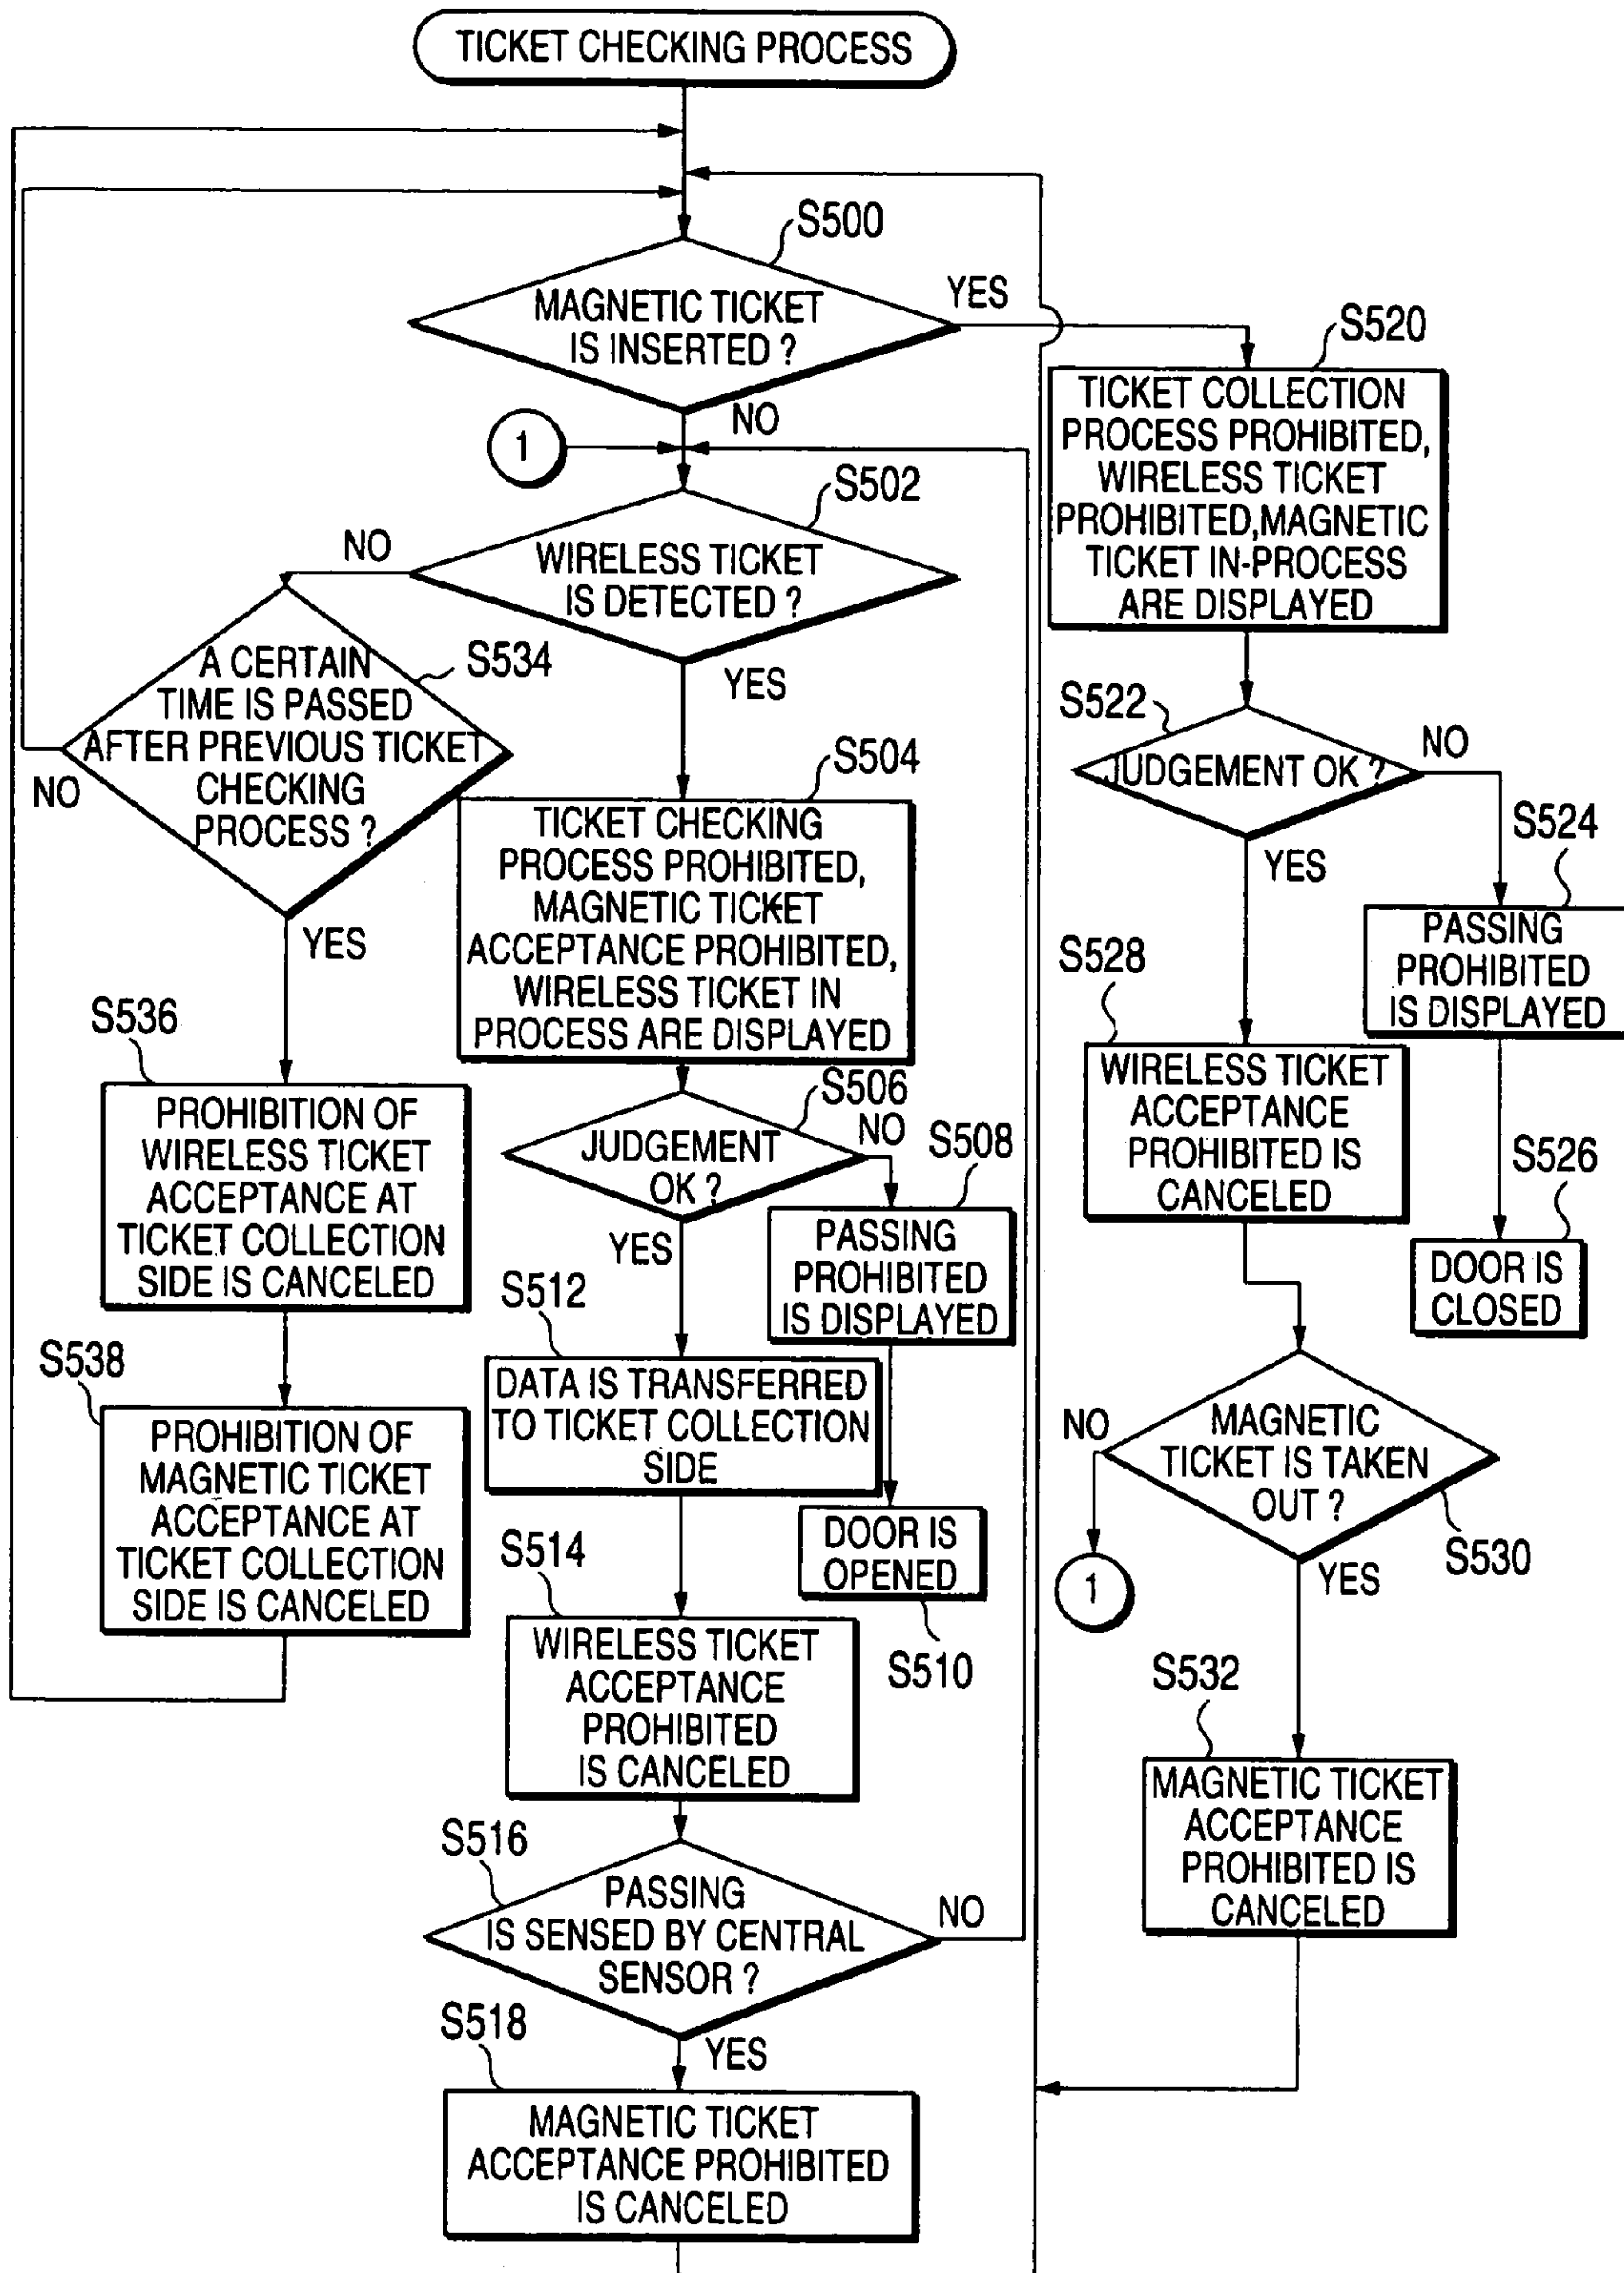 TICKET CHECKING PROCESS
S500
MAGNETIC TICKET
IS INSERTED ?
YES
NO
1
S502
WIRELESS TICKET
IS DETECTED ?
NO
YES
A CERTAIN
TIME IS PASSED
AFTER PREVIOUS TICKET
CHECKING
PROCESS ?
S534
NO
YES
S504
TICKET CHECKING
PROCESS PROHIBITED,
MAGNETIC TICKET
ACCEPTANCE PROHIBITED,
WIRELESS TICKET IN
PROCESS ARE DISPLAYED
S536
PROHIBITION OF
WIRELESS TICKET
ACCEPTANCE AT
TICKET COLLECTION
SIDE IS CANCELED
S538
PROHIBITION OF
MAGNETIC TICKET
ACCEPTANCE AT
TICKET COLLECTION
SIDE IS CANCELED
S506
JUDGEMENT
OK ?
NO
YES
S508
PASSING
PROHIBITED
IS DISPLAYED
DOOR IS
OPENED
S510
S512
DATA IS TRANSFERRED
TO TICKET COLLECTION
SIDE
S514
WIRELESS TICKET
ACCEPTANCE
PROHIBITED
IS CANCELED
S516
PASSING
IS SENSED BY CENTRAL
SENSOR ?
NO
YES
S518
MAGNETIC TICKET
ACCEPTANCE PROHIBITED
IS CANCELED
S520
TICKET COLLECTION
PROCESS PROHIBITED,
WIRELESS TICKET
PROHIBITED,MAGNETIC
TICKET IN-PROCESS
ARE DISPLAYED
S522
JUDGEMENT OK ?
NO
YES
S524
PASSING
PROHIBITED
IS DISPLAYED
S526
DOOR IS
CLOSED
S528
WIRELESS TICKET
ACCEPTANCE
PROHIBITED IS
CANCELED
MAGNETIC
TICKET IS TAKEN
OUT ?
NO
S530
YES
1
S532
MAGNETIC TICKET
ACCEPTANCE
PROHIBITED IS
CANCELED